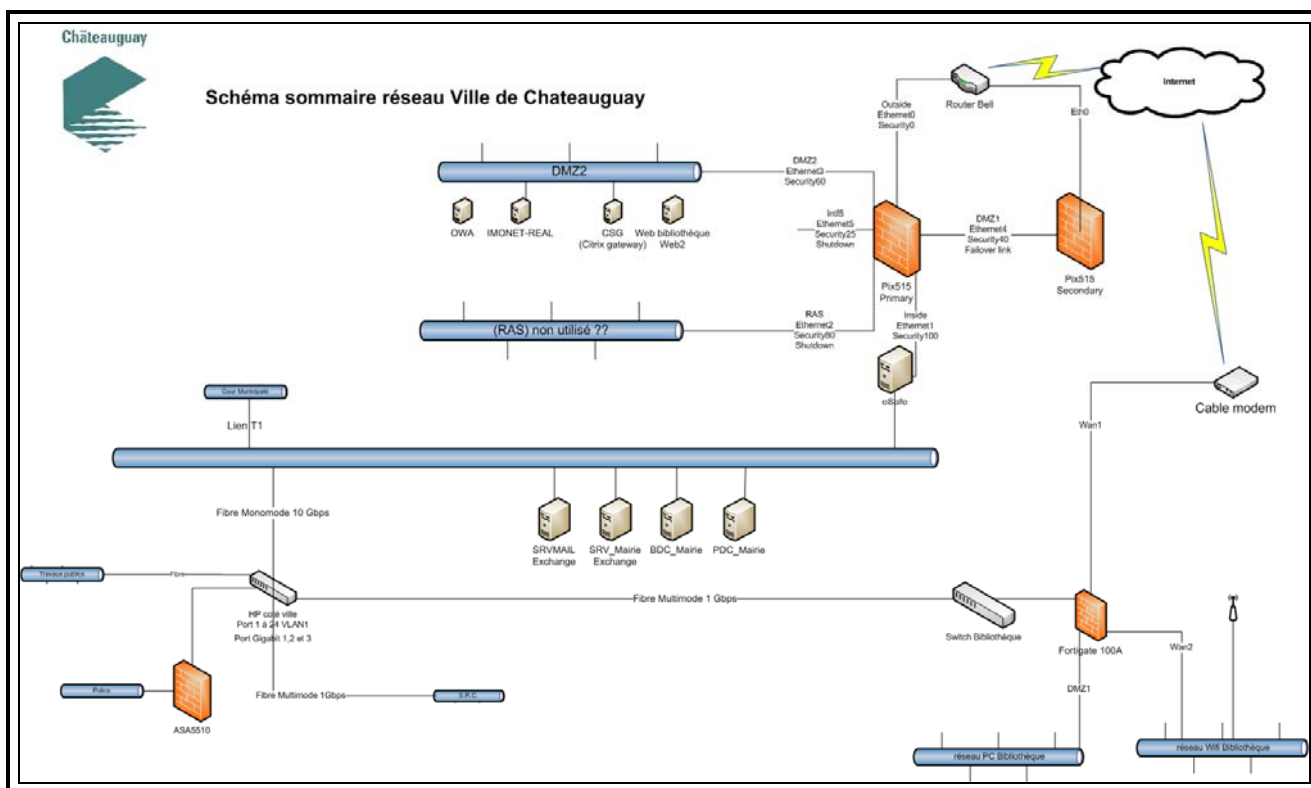 Châteauguay
Schéma sommaire réseau Ville de Chateauguay
Internet
Router Bell
Outside
Ethernet0
Security0
Eth0
DMZ2
DMZ2
Ethernet3
Security60
OWA
IMONET-REAL
CSG
(Citrix gateway)
Web bibliothèque
Web2
Intf5
Ethernet5
Security25
Shutdown
DMZ1
Ethernet4
Security40
Failover link
Pix515
Primary
Pix515
Secondary
(RAS) non utilisé ??
RAS
Ethernet2
Security80
Shutdown
Inside
Ethernet1
Security100
eSafe
Cour Municipale
Lien T1
Cable modem
Wan1
Fibre Monomode 10 Gbps
SRVMAIL
Exchange
SRV_Mairie
Exchange
BDC_Mairie
PDC_Mairie
Travaux publics
Fibre
HP coté ville
Port 1 à 24 VLAN1
Port Gigabit 1,2 et 3
Fibre Multimode 1 Gbps
Switch Bibliothèque
Fortigate 100A
Wan2
Police
ASA5510
Fibre Multimode 1Gbps
DMZ1
réseau PC Bibliothèque
réseau Wifi Bibliothèque